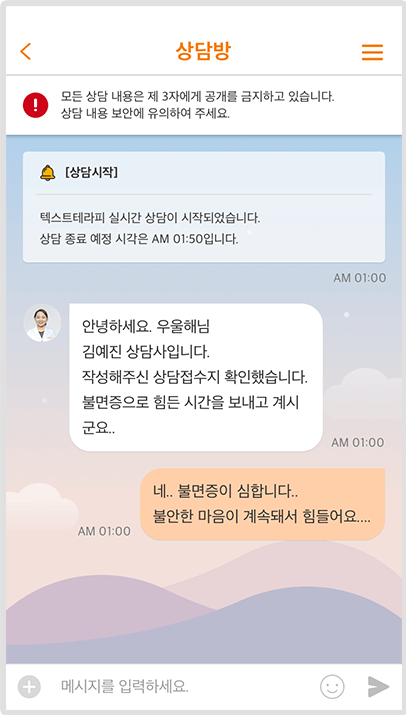 상담방
모든 상담 내용은 제 3자에게 공개를 금지하고 있습니다.
상담 내용 보안에 유의하여 주세요.
[상담시작]
텍스트테라피 실시간 상담이 시작되었습니다.
상담 종료 예정 시각은 AM 01:50입니다.
AM 01:00
안녕하세요. 우울해님
김예진 상담사입니다.
작성해주신 상담접수지 확인했습니다.
불면증으로 힘든 시간을 보내고 계시
군요..
AM 01:00
네.. 불면증이 심합니다..
불안한 마음이 계속돼서 힘들어요....
AM 01:00
메시지를 입력하세요.